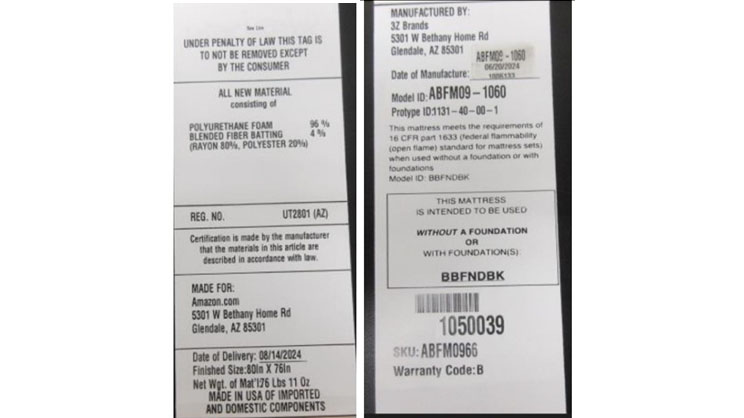 UNDER PENALTY OF LAW THIS TAG IS
TO NOT BE REMOVED EXCEPT
BY THE CONSUMER
ALL NEW MATERIAL
consisting of
POLYURETHANE FOAM 96 %
BLENDED FIBER BATTING 4 %
(RAYON 80%, POLYESTER 20%)
REG. NO. UT2801 (AZ)
Certification is made by the manufacturer
that the materials in this article are
described in accordance with law.
MADE FOR:
Amazon.com
5301 W Bethany Home Rd
Glendale, AZ 85301
Date of Delivery: 08/14/2024
Finished Size:80In X 76In
Net Wgt. of Mat'l76 Lbs 11 Oz
MADE IN USA OF IMPORTED
AND DOMESTIC COMPONENTS
MANUFACTURED BY:
3Z Brands
5301 W Bethany Home Rd
Glendale, AZ 85301
ABFM09 - 1060
Date of Manufacture: 06/20/2024
Model ID:ABFM09-1060
Protype ID:1131-40-00-1
This mattress meets the requirements of
16 CFR part 1633 (federal flammability
(open flame) standard for mattress sets)
when used without a foundation or with
foundations
Model ID: BBFNDBK
THIS MATTRESS
IS INTENDED TO BE USED
WITHOUT A FOUNDATION
OR
WITH FOUNDATION(S):
BBFNDBK
1050039
SKU:ABFM0966
Warranty Code:B